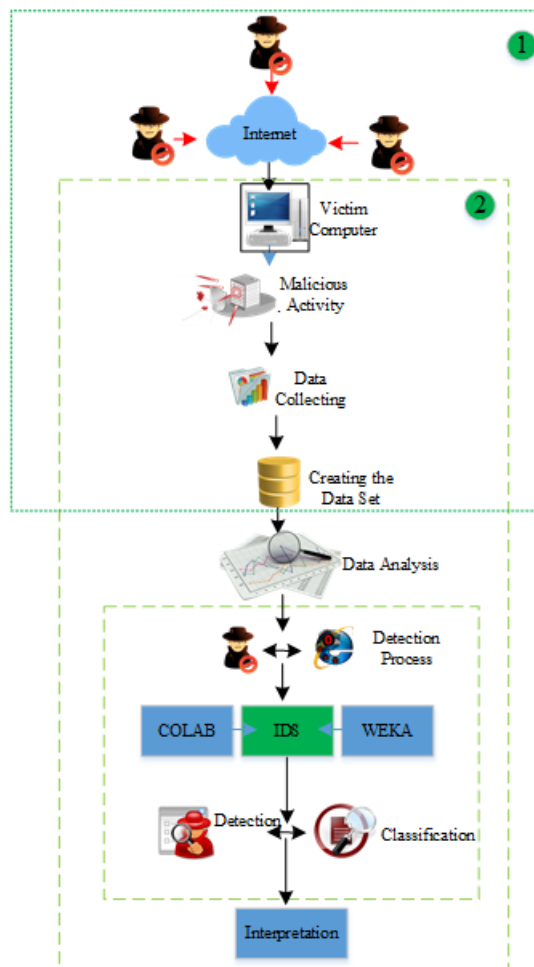 1
Internet
2
Victim
Computer
Malicious
Activity
Data
Collecting
Creating the
Data Set
Data Analysis
Detection
Process
COLAB
IDS
WEKA
Detection
Classification
Interpretation